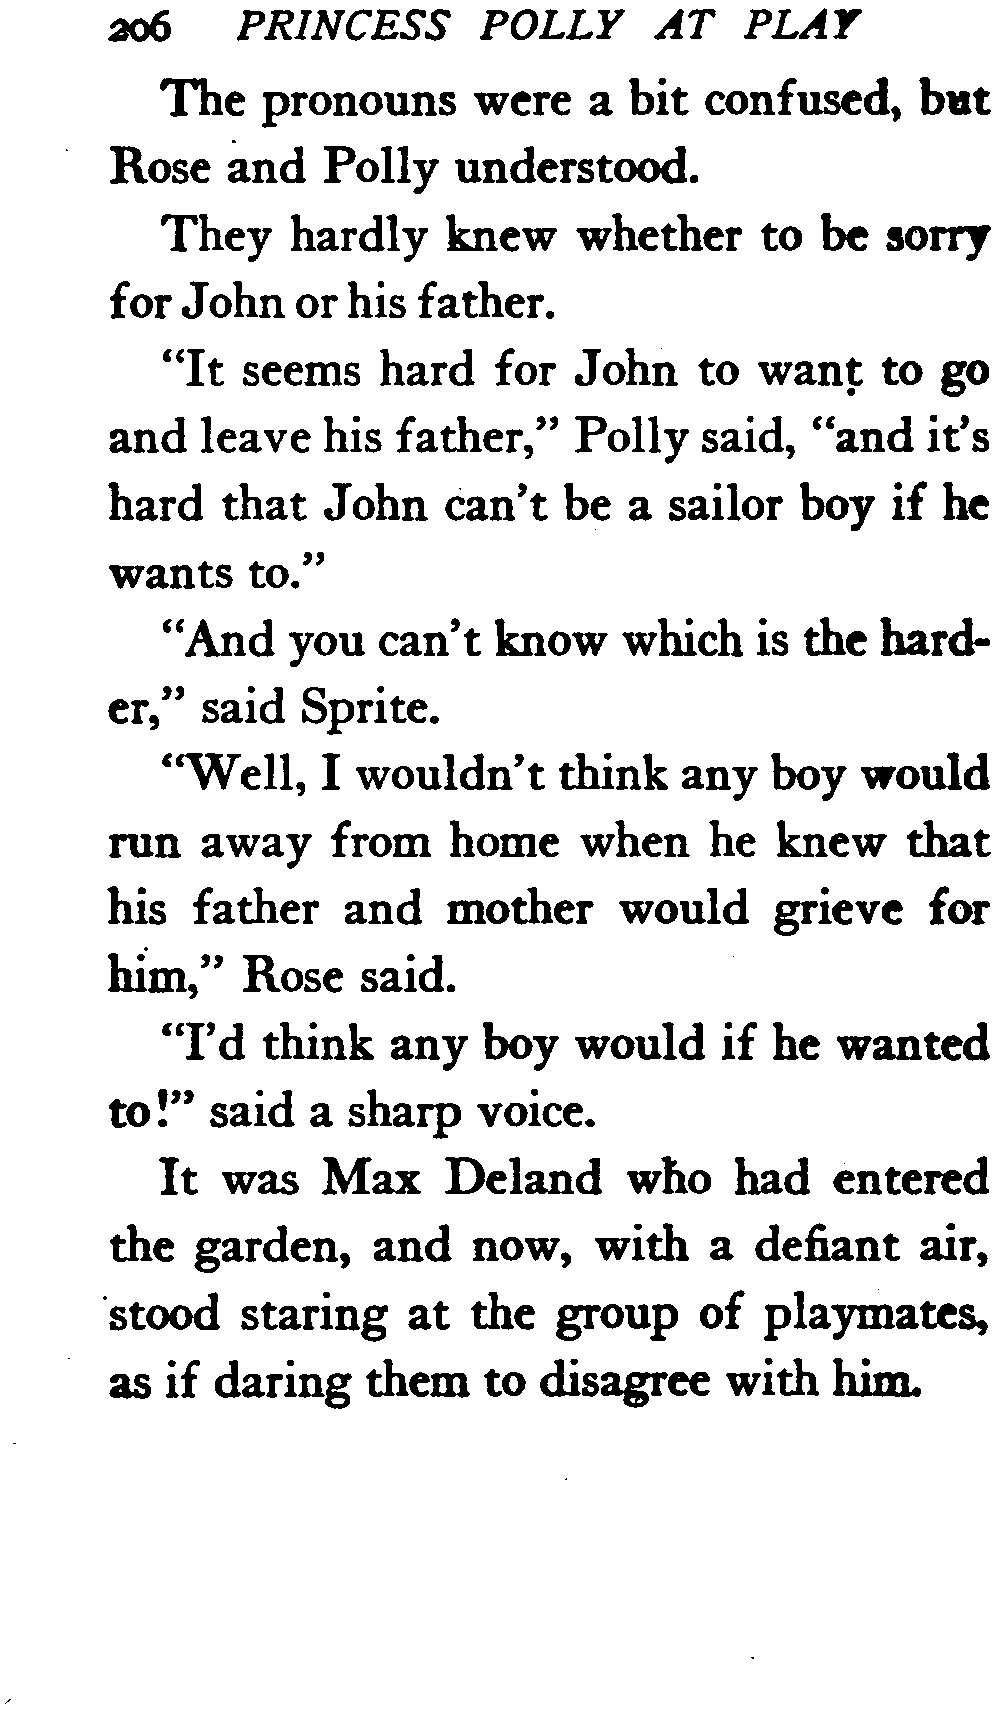 206 PRINCESS POLLY AT PLAY
The pronouns were a bit confused, but
Rose and Polly understood.
They hardly knew whether to be sorry
for John or his father.
"It seems hard for John to want to go
and leave his father," Polly said, "and it's
hard that John can't be a sailor boy if he
wants to."
"And you can't know which is the hard-
er," said Sprite.
"Well, I wouldn't think any boy would
run away from home when he knew that
his father and mother would grieve for
him," Rose said.
"I'd think any boy would if he wanted
to!" said a sharp voice.
It was Max Deland who had entered
the garden, and now, with a defiant air,
stood staring at the group of playmates,
as if daring them to disagree with him.